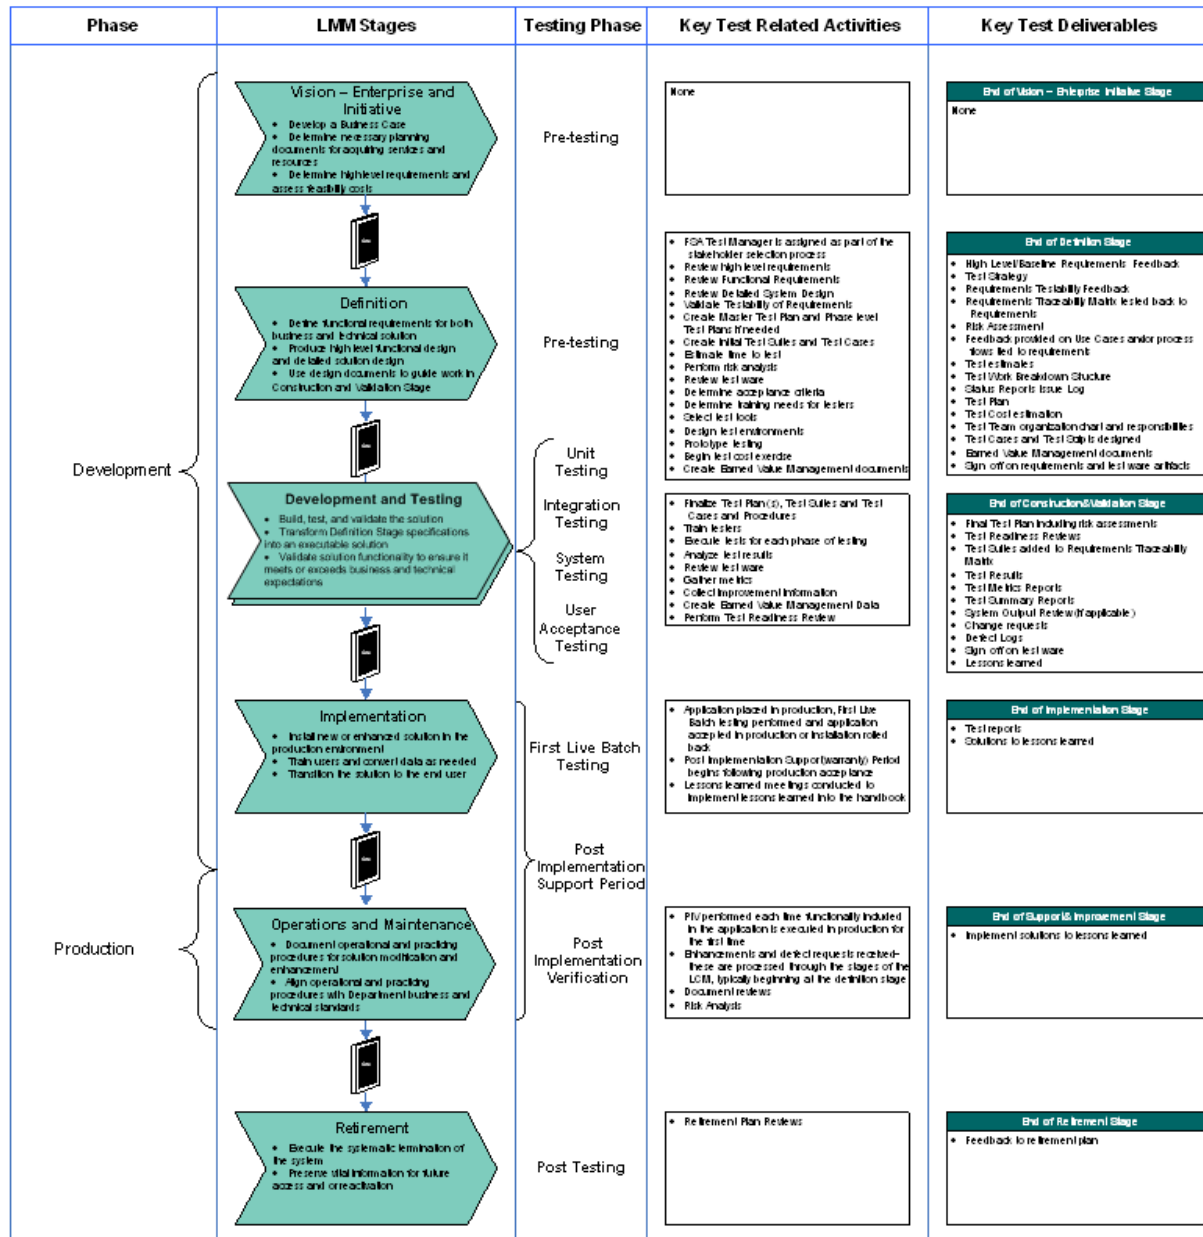 Phase
LMM Stages
Testing Phase
Key Test Related Activities
Key Test Deliverables
Development
Production
Vision – Enterprise and
Initiative
• Develop a Business Case
• Determine necessary planning
documents for acquiring services and
resources
• Determine high level requirements and
assess feasibility costs
Pre-testing
None
End of Vision – Enterprise Initiative Stage
None
Definition
• Define functional requirements for both
business and technical solution
• Produce high level functional design
and detailed solution design
• Use design documents to guide work in
Construction and Validation Stage
Pre-testing
• FSA Test Manager is assigned as part of the
stakeholder selection process
• Review high level requirements
• Review Functional Requirements
• Review Detailed System Design
• Validate Testability of Requirements
• Create Master Test Plan and Phase level
Test Plans if needed
• Create Initial Test Suites and Test Cases
• Estimate time to test
• Perform risk analysis
• Review test ware
• Determine acceptance criteria
• Determine training needs for testers
• Select test tools
• Design test environments
• Prototype testing
• Begin test cost exercise
• Create Earned Value Management documents
End of Definition Stage
• High Level/Baseline Requirements Feedback
• Test Strategy
• Requirements Testability Feedback
• Requirements Traceability Matrix tested back to
Requirements
• Risk Assessment
• Feedback provided on Use Cases and/or process
flows tied to requirements
• Test estimates
• Test Work Breakdown Structure
• Status Reports Issue Log
• Test Plan
• Test Cost estimation
• Test Team organization chart and responsibilities
• Test Cases and Test Scripts designed
• Earned Value Management documents
• Sign off on requirements and test ware artifacts
Development and Testing
• Build, test, and validate the solution
• Transform Definition Stage specifications
into an executable solution
• Validate solution functionality to ensure it
meets or exceeds business and technical
expectations
Unit
Testing
Integration
Testing
System
Testing
User
Acceptance
Testing
• Finalize Test Plan(s), Test Suites and Test
Cases and Procedures
• Train testers
• Execute tests for each phase of testing
• Analyze test results
• Review test ware
• Gather metrics
• Collect Improvement Information
• Create Earned Value Management Data
• Perform Test Readiness Review
End of Construction & Validation Stage
• Final Test Plan including risk assessments
• Test Readiness Reviews
• Test Suites added to Requirements Traceability
Matrix
• Test Results
• Test Metrics Reports
• Test Summary Reports
• System Output Review (if applicable)
• Change requests
• Defect Logs
• Sign off on test ware
• Lessons learned
Implementation
• Install new or enhanced solution in the
production environment
• Train users and convert data as needed
• Transition the solution to the end user
First Live Batch
Testing
• Application placed in production, First Live
Batch testing performed and application
accepted in production or installation rolled
back
• Post Implementation Support (warranty) Period
begins following production acceptance
• Lessons learned meetings conducted to
implement lessons learned into the handbook
End of Implementation Stage
• Test reports
• Solutions to lessons learned
Post
Implementation
Support Period
Operations and Maintenance
• Document operational and practicing
procedures for solution modification and
enhancement
• Align operational and practicing
procedures with Department business and
technical standards
Post
Implementation
Verification
• PIV performed each time functionality included
in the application is executed in production for
the first time
• Enhancements and defect requests received–
these are processed through the stages of the
LCM, typically beginning at the definition stage
• Document reviews
• Risk Analysis
End of Support & Improvement Stage
• Implement solutions to lessons learned
Retirement
• Execute the systematic termination of
the system
• Preserve vital information for future
access and or reactivation
Post Testing
• Retirement Plan Reviews
End of Retirement Stage
• Feedback to retirement plan